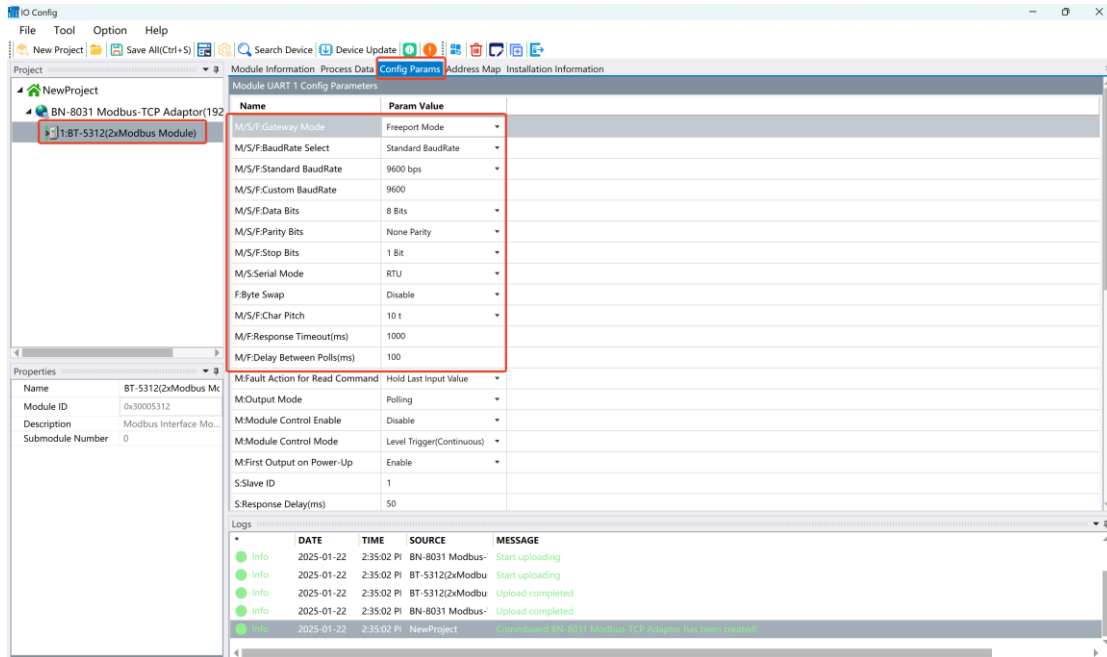 IO Config
File Tool Option Help
New Project Save All(Ctrl+S) Search Device Device Update
Project
NewProject
BN-8031 Modbus-TCP Adaptor(192
1:BT-5312(2xModbus Module)
Properties
Name BT-5312(2xModbus Mc
Module ID 0x30005312
Description Modbus Interface Mo...
Submodule Number 0
Module Information Process Data Config Params Address Map Installation Information
Module UART 1 Config Parameters
Name Param Value
M/S/F:Gateway Mode Freeport Mode
M/S/F:BaudRate Select Standard BaudRate
M/S/F:Standard BaudRate 9600 bps
M/S/F:Custom BaudRate 9600
M/S/F:Data Bits 8 Bits
M/S/F:Parity Bits None Parity
M/S/F:Stop Bits 1 Bit
M/S:Serial Mode RTU
F:Byte Swap Disable
M/S/F:Char Pitch 10 t
M/F:Response Timeout(ms) 1000
M/F:Delay Between Polls(ms) 100
M:Fault Action for Read Command Hold Last Input Value
M:Output Mode Polling
M:Module Control Enable Disable
M:Module Control Mode Level Trigger(Continuous)
M:First Output on Power-Up Enable
S:Slave ID 1
S:Response Delay(ms) 50
Logs
* DATE TIME SOURCE MESSAGE
Info 2025-01-22 2:35:02 PI BN-8031 Modbus- Start uploading
Info 2025-01-22 2:35:02 PI BT-5312(2xModbu Start uploading
Info 2025-01-22 2:35:02 PI BT-5312(2xModbu Upload completed
Info 2025-01-22 2:35:02 PI BN-8031 Modbus- Upload completed
Info 2025-01-22 2:35:02 PI NewProject Commboard BN-8031 Modbus-TCP Adaptor has been created!